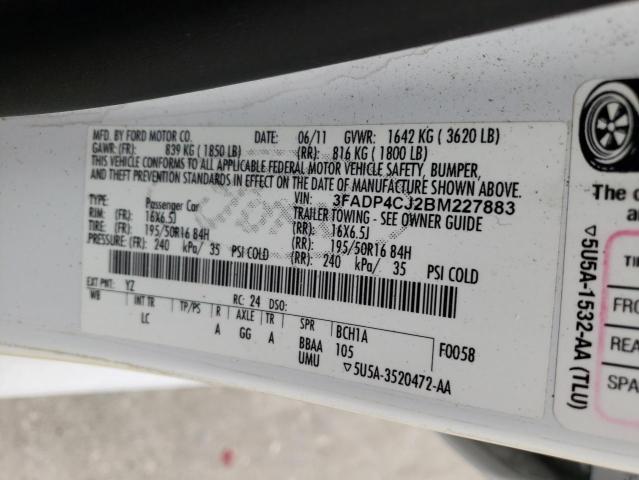 MFD. BY FORD MOTOR CO. DATE: 06/11 GVWR: 1642 KG ( 3620 LB)
GAWR: (FR): 839 KG ( 1850 LB) (RR): 816 KG ( 1800 LB)
THIS VEHICLE CONFORMS TO ALL APPLICABLE FEDERAL MOTOR VEHICLE SAFETY, BUMPER,
AND THEFT PREVENTION STANDARDS IN EFFECT ON THE DATE OF MANUFACTURE SHOWN ABOVE.
VIN: 3FADP4CJ2BM227883
TYPE: Passenger Car TRAILER TOWING - SEE OWNER GUIDE
RIM: (FR): 16X6.5J (RR): 16X6.5J
TIRE: (FR): 195/50R16 84H (RR): 195/50R16 84H
PRESSURE: (FR): 240 kPa/ 35 PSI COLD (RR): 240 kPa/ 35 PSI COLD
EXT PNT: YZ RC: 24 DSO:
WB INT TR TP/PS R AXLE TR SPR BCH1A F0058
LC A GG A BBAA 105
UMU ▽5U5A-3520472-AA
The c
a
▽5U5A-1532-AA (TLU)
TI
FRO
REA
SPA